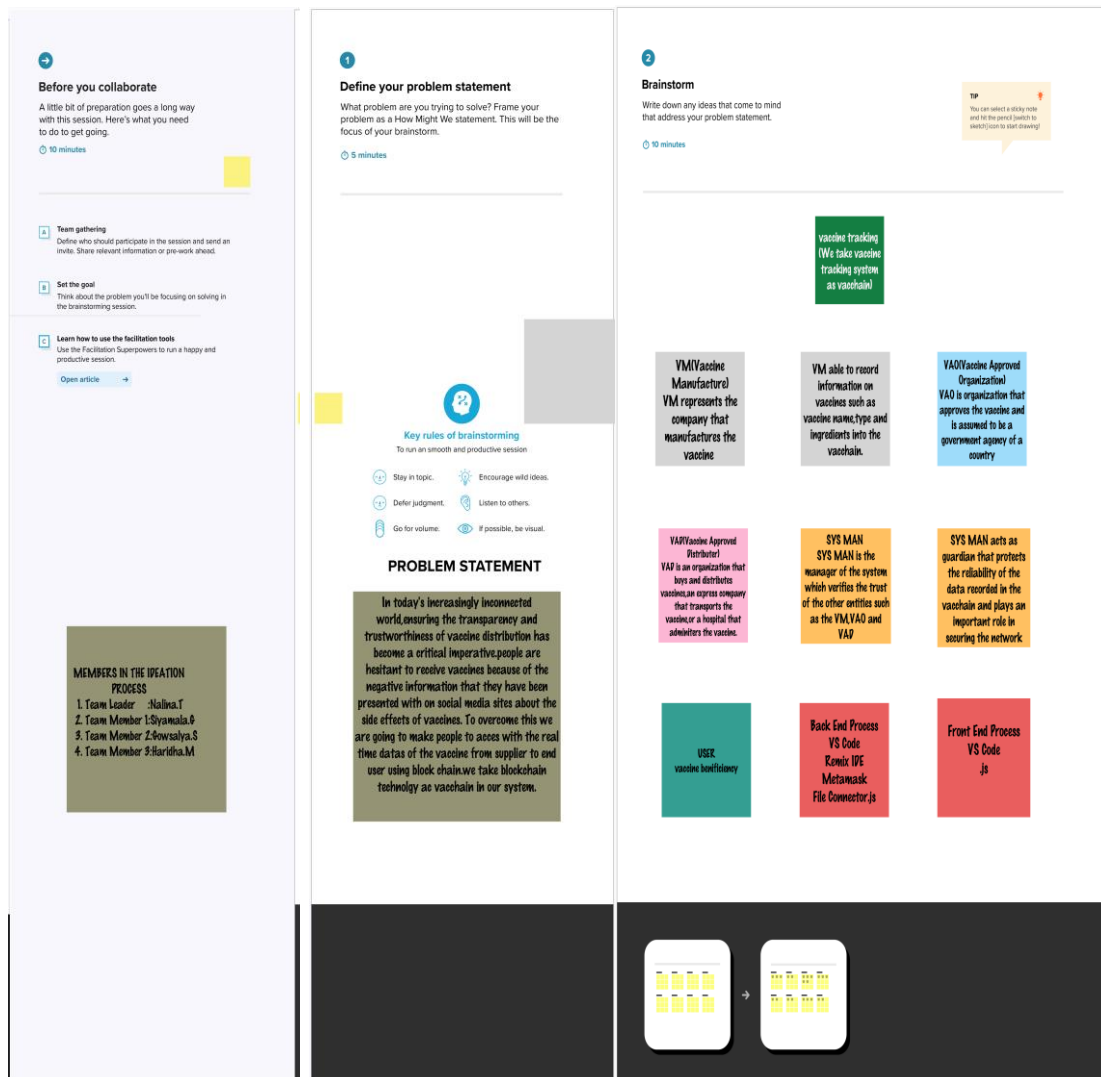 Before you collaborate
A little bit of preparation goes a long way
with this session. Here's what you need
to do to get going.
10 minutes
A
Team gathering
Define who should participate in the session and send an
invite. Share relevant information or pre-work ahead.
B
Set the goal
Think about the problem you'll be focusing on solving in
the brainstorming session.
C
Learn how to use the facilitation tools
Use the Facilitation Superpowers to run a happy and
productive session.
Open article
MEMBERS IN THE IDEATION
PROCESS
1. Team Leader :Nalina.T
2. Team Member 1:Siyamala.G
3. Team Member 2:Gowsalya.S
4. Team Member 3:Haridha.M
1
Define your problem statement
What problem are you trying to solve? Frame your
problem as a How Might We statement. This will be the
focus of your brainstorm.
5 minutes
Key rules of brainstorming
To run an smooth and productive session
Stay in topic.
Encourage wild ideas.
Defer judgment.
Listen to others.
Go for volume.
If possible, be visual.
PROBLEM STATEMENT
In today's increasingly inconnected
world,ensuring the transparency and
trustworthiness of vaccine distribution has
become a critical imperative.people are
hesitant to receive vaccines because of the
negative information that they have been
presented with on social media sites about the
side effects of vaccines. To overcome this we
are going to make people to acces with the real
time datas of the vaccine from supplier to end
user using block chain.we take blockchain
technolgy ac vacchain in our system.
2
Brainstorm
Write down any ideas that come to mind
that address your problem statement.
10 minutes
TIP
You can select a sticky note
and hit the pencil [switch to
sketch] icon to start drawing!
vaccine tracking
(We take vaccine
tracking system
as vacchain)
VM(Vaccine
Manufacture)
VM represents the
company that
manufactures the
vaccine
VM able to record
information on
vaccines such as
vaccine name,type and
ingredients into the
vacchain.
VAO(Vaccine Approved
Organization)
VAO is organization that
approves the vaccine and
is assumed to be a
government agency of a
country
VAD(Vaccine Approved
Distributer)
VAD is an organization that
buys and distributes
vaccines,an express company
that transports the
vaccine,or a hospital that
adminiters the vaccine.
SYS MAN
SYS MAN is the
manager of the system
which verifies the trust
of the other entities such
as the VM,VAO and
VAD
SYS MAN acts as
guardian that protects
the reliability of the
data recorded in the
vacchain and plays an
important role in
securing the network
USER
vaccine benificiency
Back End Process
VS Code
Remix IDE
Metamask
File Connector.js
Front End Process
VS Code
.js